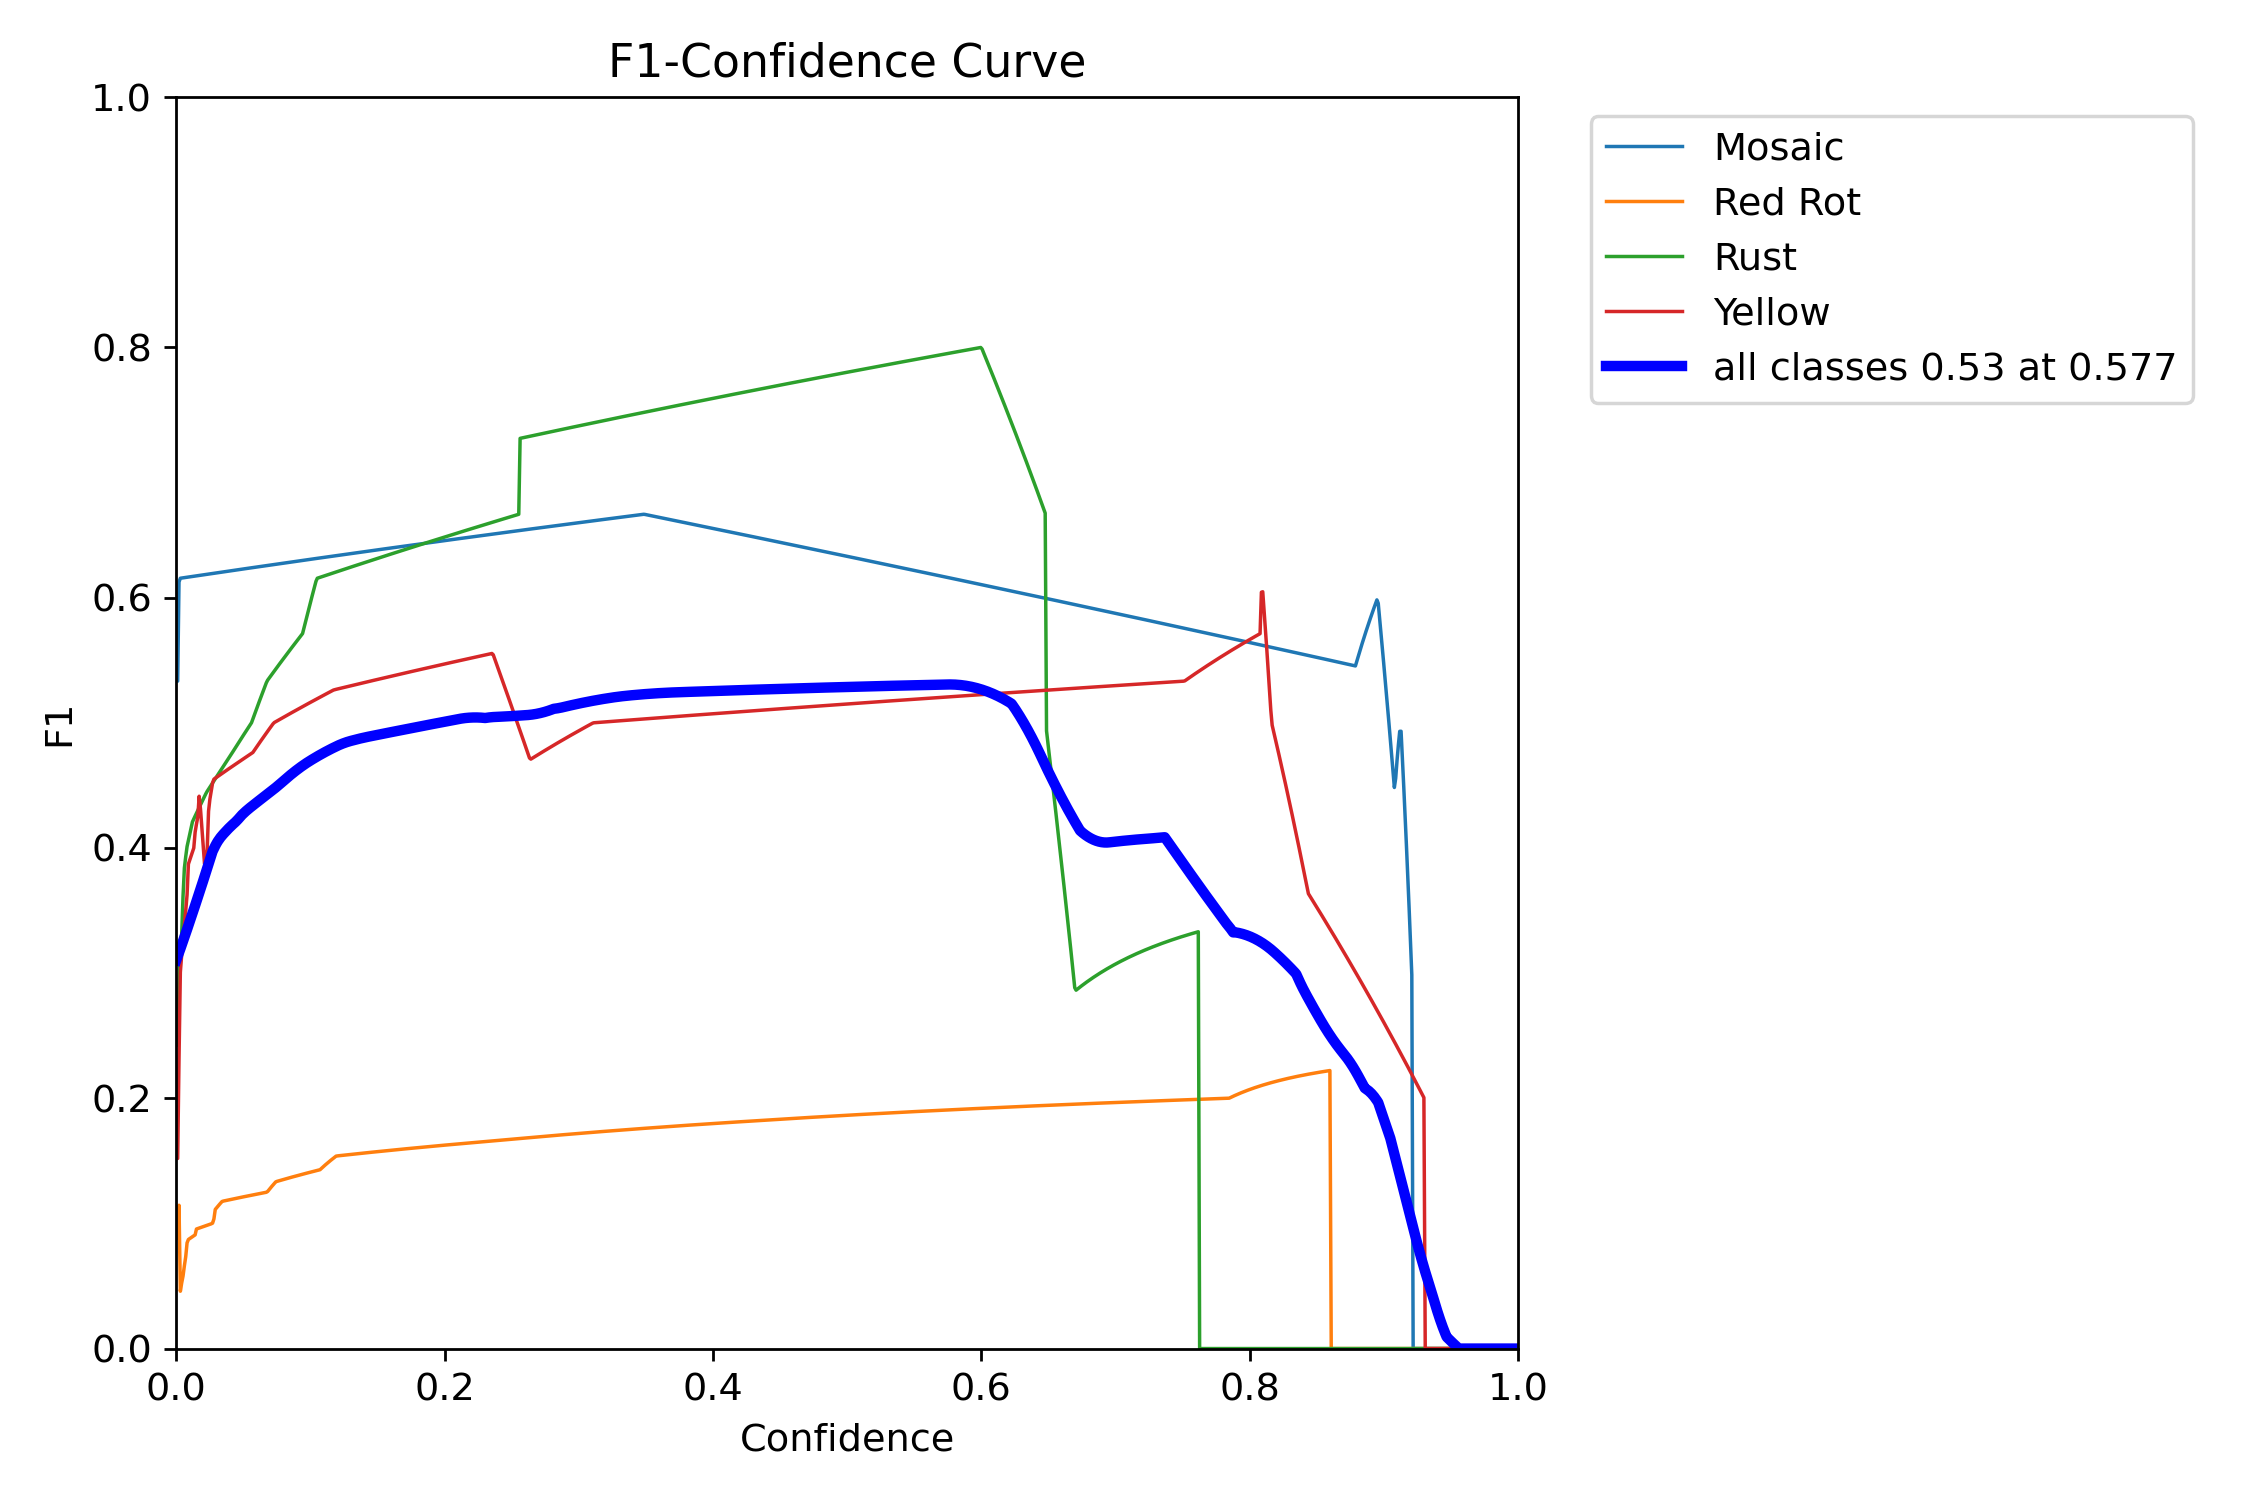 F1-Confidence Curve
1.0
0.8
0.6
0.4
0.2
0.0
F1
0.0 0.2 0.4 0.6 0.8 1.0
Confidence
Mosaic
Red Rot
Rust
Yellow
all classes 0.53 at 0.577